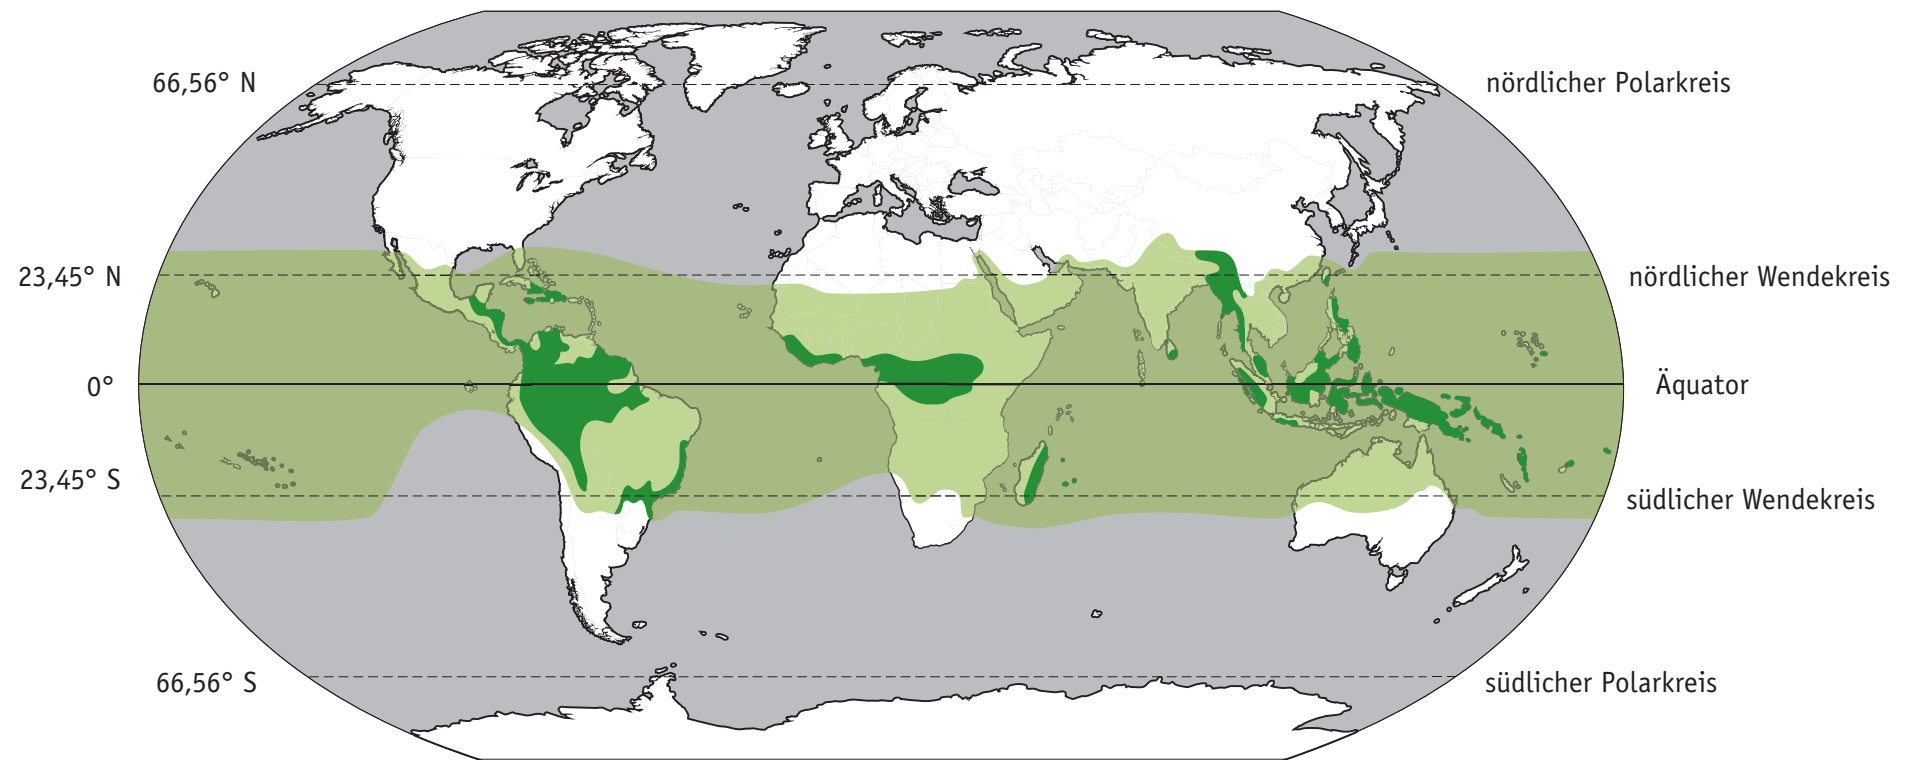 66,56° N
nördlicher Polarkreis
23,45° N
nördlicher Wendekreis
0°
Äquator
23,45° S
südlicher Wendekreis
66,56° S
südlicher Polarkreis